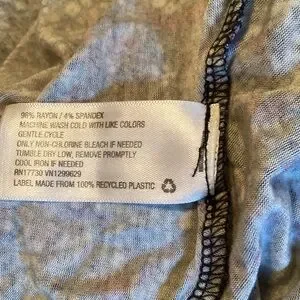 96% RAYON / 4% SPANDEX
MACHINE WASH COLD WITH LIKE COLORS
GENTLE CYCLE
ONLY NON-CHLORINE BLEACH IF NEEDED
TUMBLE DRY LOW, REMOVE PROMPTLY
COOL IRON IF NEEDED
RN17730 VN1299629
LABEL MADE FROM 100% RECYCLED PLASTIC